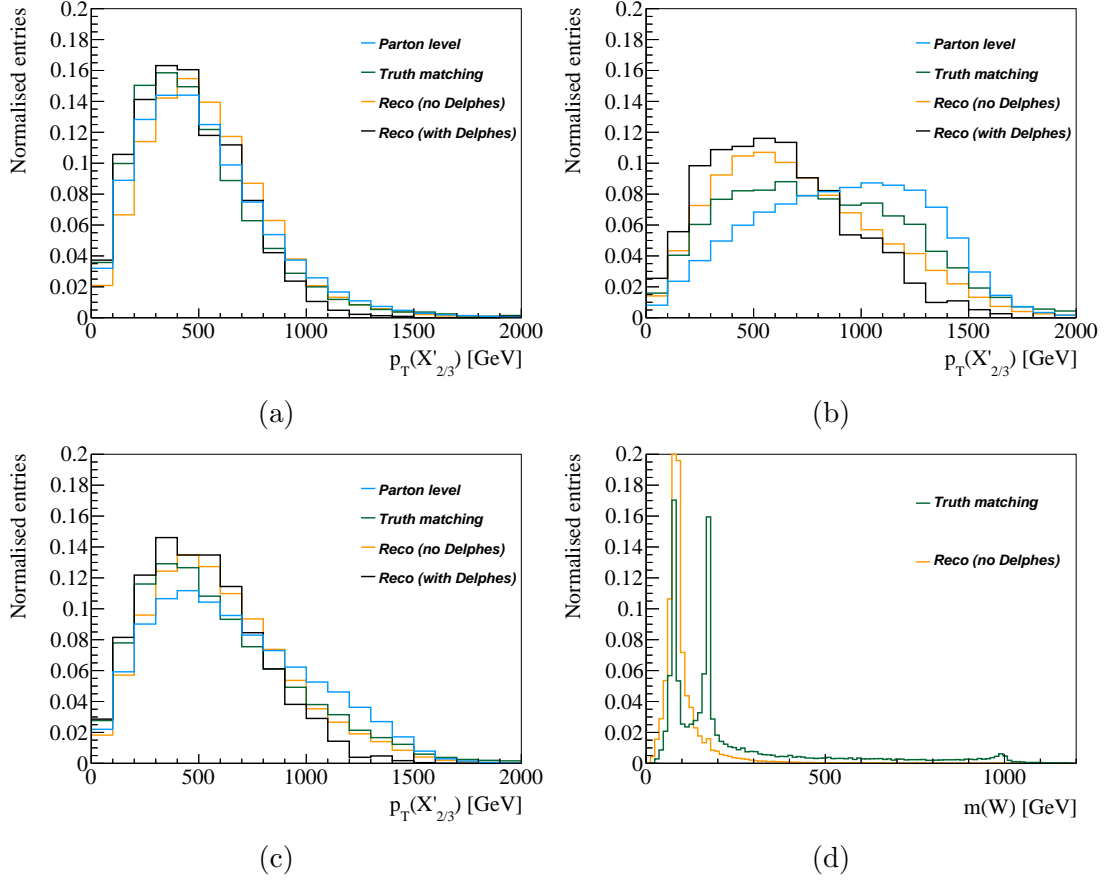 Normalised entries
0.2
0.18
0.16
0.14
0.12
0.1
0.08
0.06
0.04
0.02
0
Parton level
Truth matching
Reco (no Delphes)
Reco (with Delphes)
0 500 1000 1500 2000
p_T(X'_{2/3}) [GeV]
(a)
Normalised entries
0.2
0.18
0.16
0.14
0.12
0.1
0.08
0.06
0.04
0.02
0
Parton level
Truth matching
Reco (no Delphes)
Reco (with Delphes)
0 500 1000 1500 2000
p_T(X'_{2/3}) [GeV]
(b)
Normalised entries
0.2
0.18
0.16
0.14
0.12
0.1
0.08
0.06
0.04
0.02
0
Parton level
Truth matching
Reco (no Delphes)
Reco (with Delphes)
0 500 1000 1500 2000
p_T(X'_{2/3}) [GeV]
(c)
Normalised entries
0.2
0.18
0.16
0.14
0.12
0.1
0.08
0.06
0.04
0.02
0
Truth matching
Reco (no Delphes)
0 500 1000
m(W) [GeV]
(d)